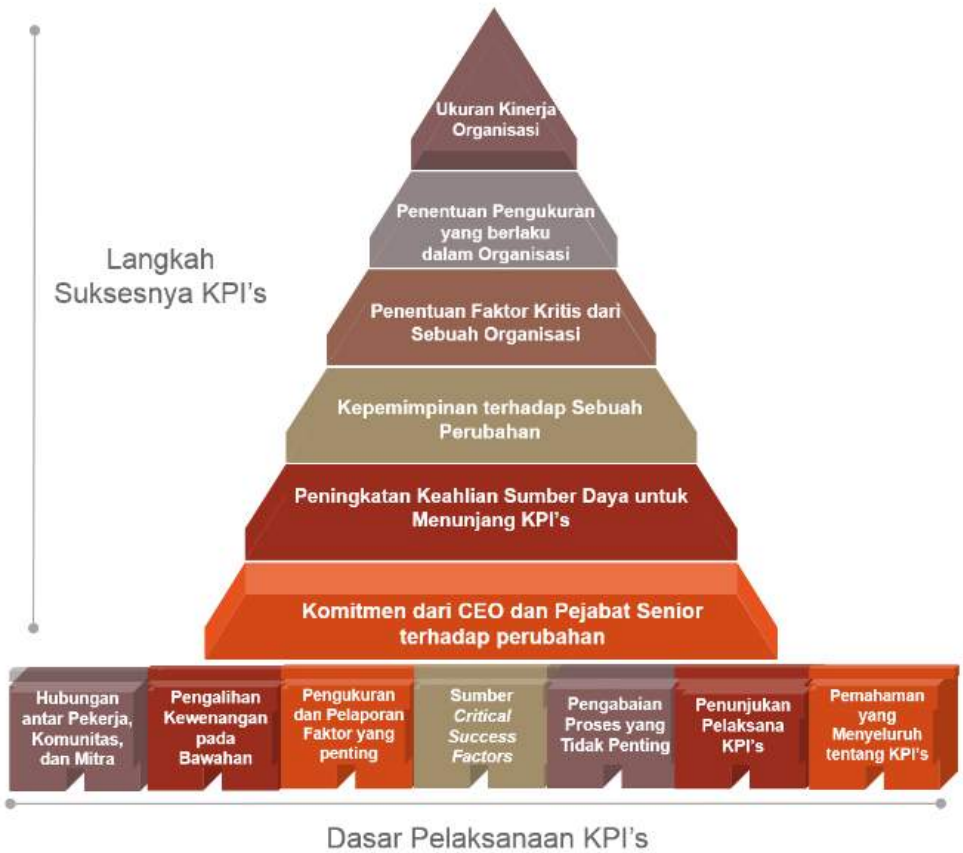 Ukuran Kinerja
Organisasi
Penentuan Pengukuran
yang berlaku
dalam Organisasi
Langkah
Suksesnya KPI's
Penentuan Faktor Kritis dari
Sebuah Organisasi
Kepemimpinan terhadap Sebuah
Perubahan
Peningkatan Keahlian Sumber Daya untuk
Menunjang KPI's
Komitmen dari CEO dan Pejabat Senior
terhadap perubahan
Hubungan
antar Pekerja,
Komunitas,
dan Mitra
Pengalihan
Kewenangan
pada
Bawahan
Pengukuran
dan Pelaporan
Faktor yang
penting
Sumber
Critical
Success
Factors
Pengabaian
Proses yang
Tidak Penting
Penunjukan
Pelaksana
KPI's
Pemahaman
yang
Menyeluruh
tentang KPI's
Dasar Pelaksanaan KPI's